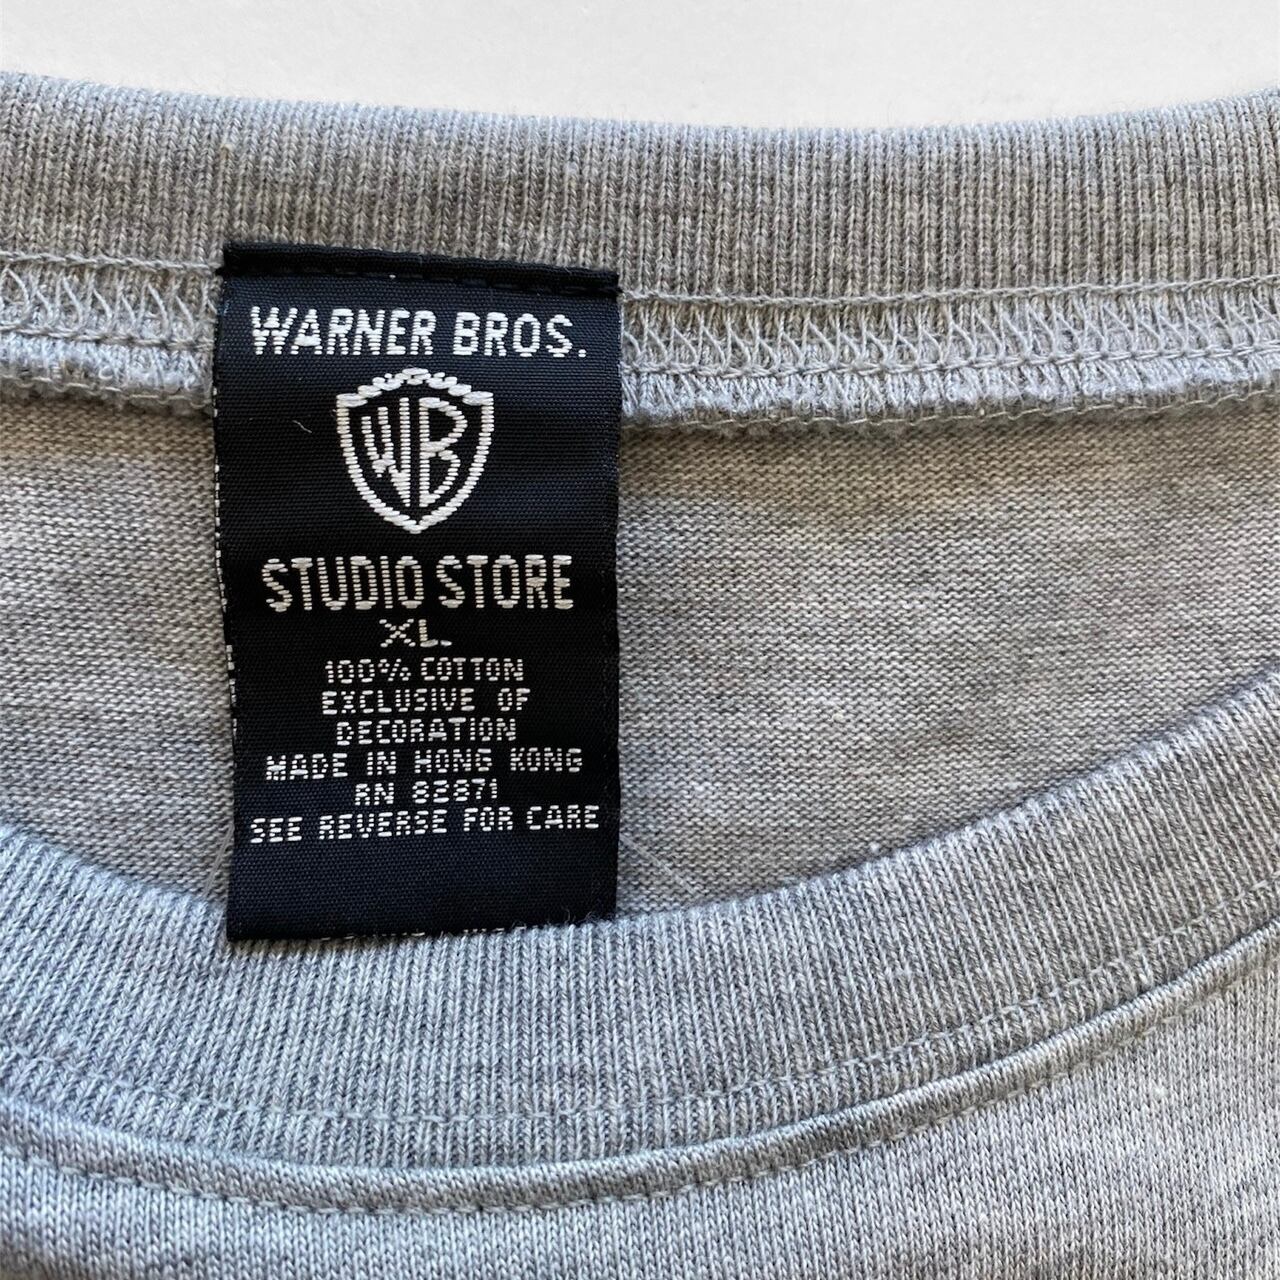 WARNER BROS.
WB
STUDIO STORE
XL.
100% COTTON
EXCLUSIVE OF
DECORATION
MADE IN HONG KONG
RN 82871
SEE REVERSE FOR CARE